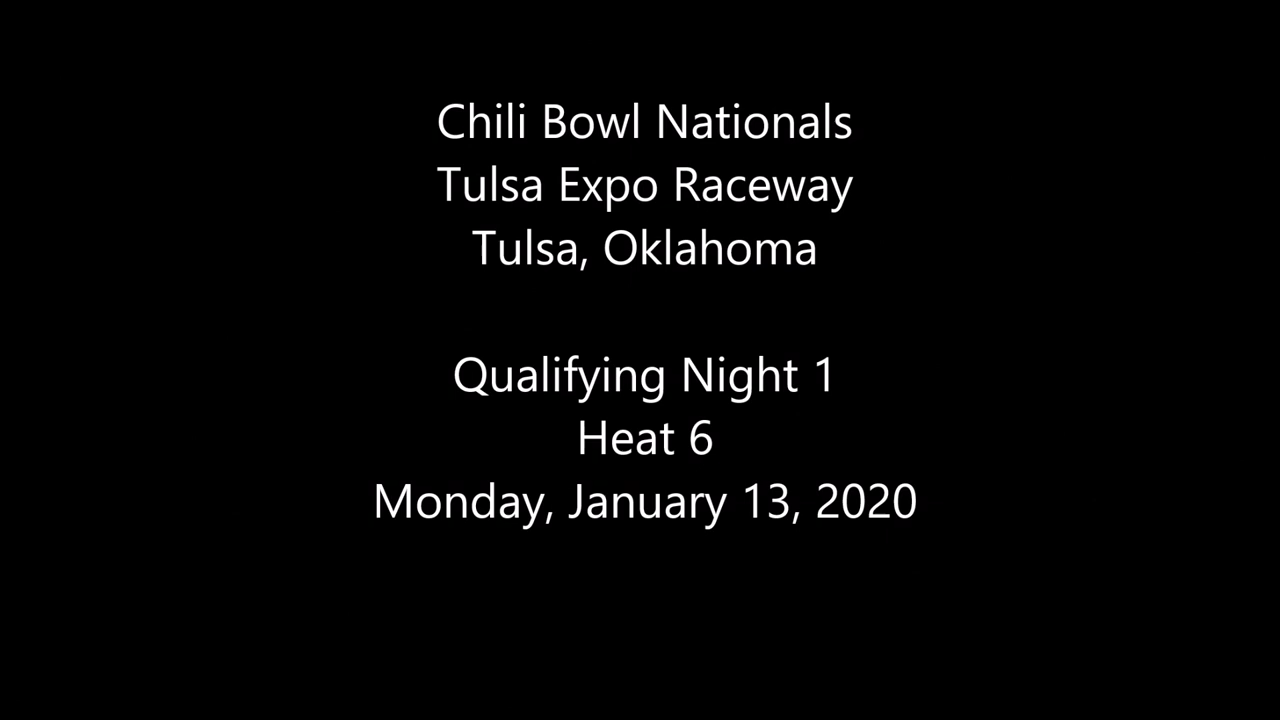 Chili Bowl Nationals
Tulsa Expo Raceway
Tulsa, Oklahoma
Qualifying Night 1
Heat 6
Monday, January 13, 2020